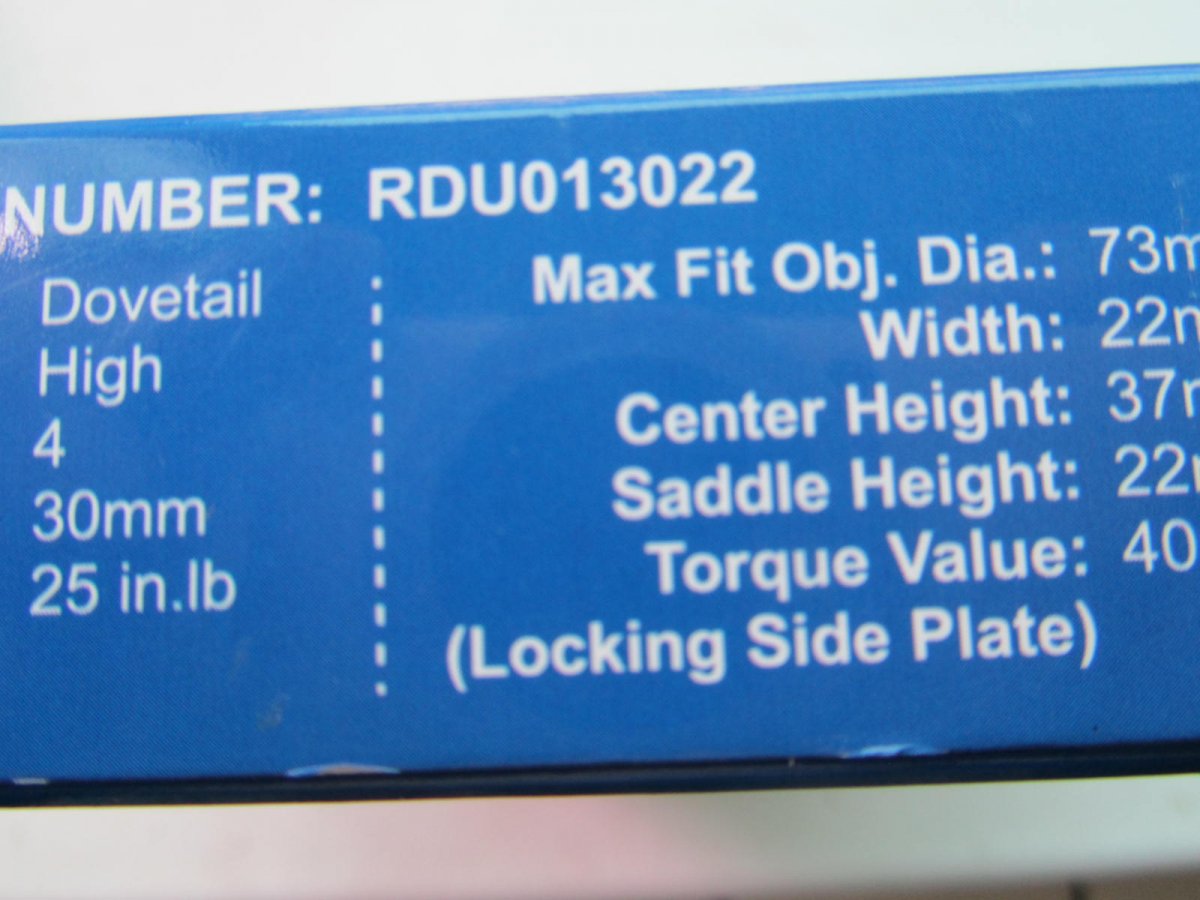 NUMBER: RDU013022
Dovetail
High
4
30mm
25 in.lb
Max Fit Obj. Dia.: 73m
Width: 22m
Center Height: 37m
Saddle Height: 22m
Torque Value: 40
(Locking Side Plate)